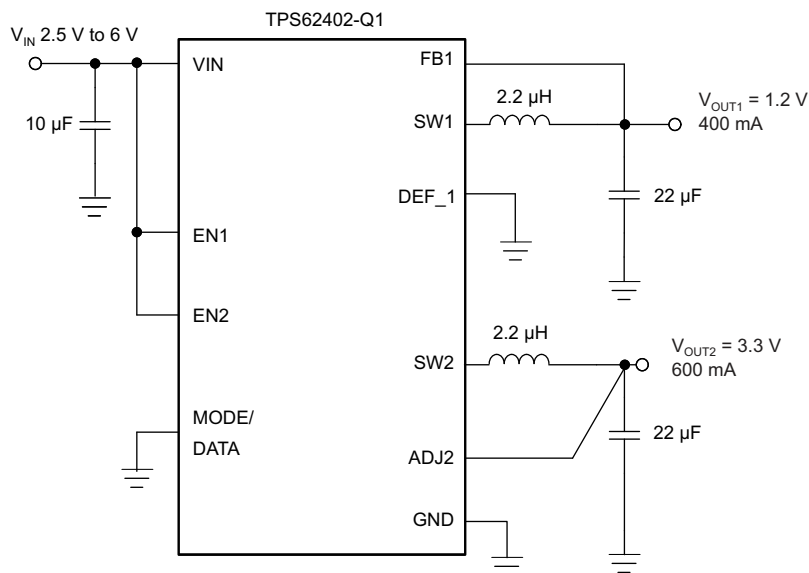 TPS62402-Q1
V_IN 2.5 V to 6 V
VIN
FB1
2.2 µH
V_OUT1 = 1.2 V
400 mA
SW1
10 µF
DEF_1
22 µF
EN1
EN2
2.2 µH
V_OUT2 = 3.3 V
600 mA
SW2
MODE/
DATA
22 µF
ADJ2
GND